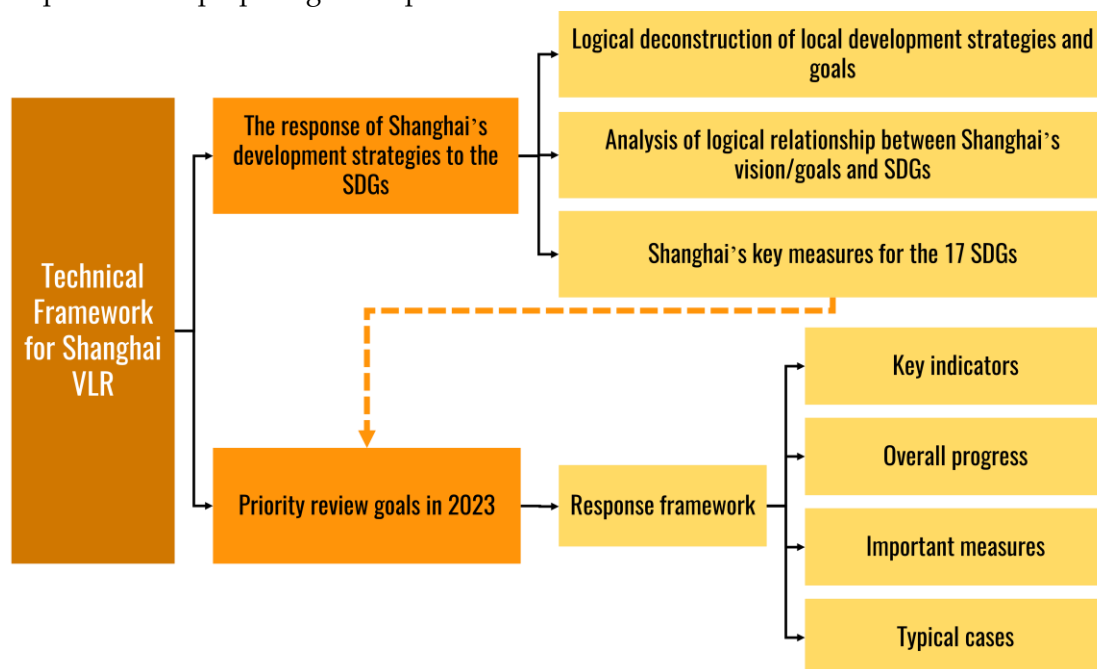 Logical deconstruction of local development strategies and
goals
The response of Shanghai's
development strategies to the
SDGs
Analysis of logical relationship between Shanghai's
vision/goals and SDGs
Shanghai's key measures for the 17 SDGs
Technical
Framework
for Shanghai
VLR
Key indicators
Overall progress
Priority review goals in 2023
Response framework
Important measures
Typical cases